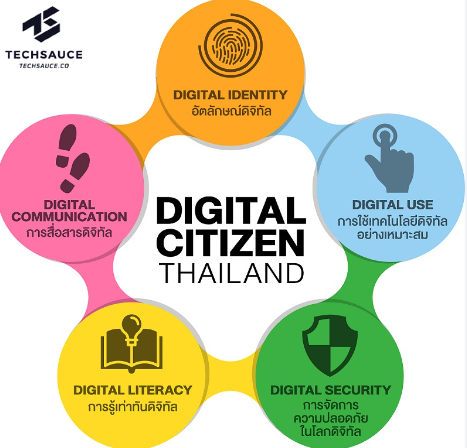 TECHSAUCE
TECHSAUCE.CO
DIGITAL IDENTITY
อัตลักษณ์ดิจิทัล
DIGITAL
COMMUNICATION
การสื่อสารดิจิทัล
DIGITAL USE
การใช้เทคโนโลยีดิจิทัล
อย่างเหมาะสม
DIGITAL
CITIZEN
THAILAND
DIGITAL LITERACY
การรู้เท่าทันดิจิทัล
DIGITAL SECURITY
การจัดการ
ความปลอดภัย
ในโลกดิจิทัล